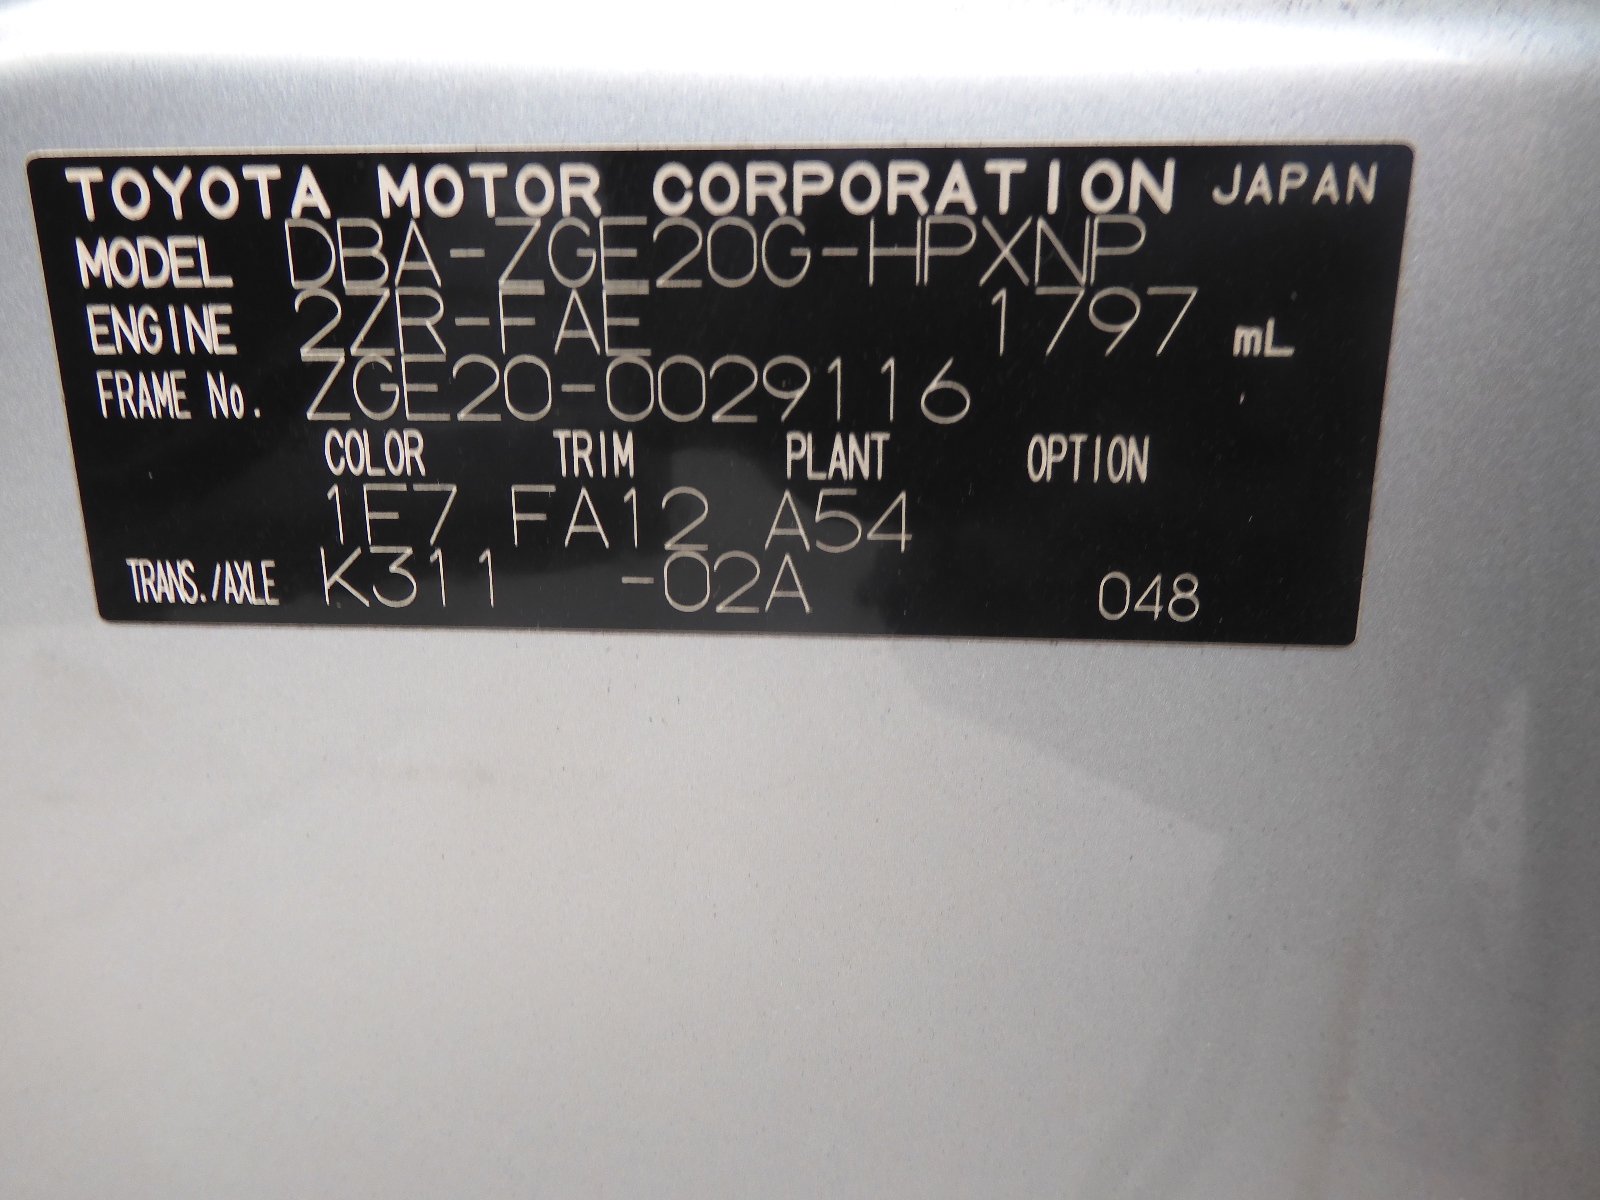 TOYOTA MOTOR CORPORATION JAPAN
MODEL DBA-ZGE20G-HPXNP
ENGINE 2ZR-FAE 1797 mL
FRAME No. ZGE20-0029116
COLOR TRIM PLANT OPTION
1E7 FA12 A54
TRANS./AXLE K311 -02A 048